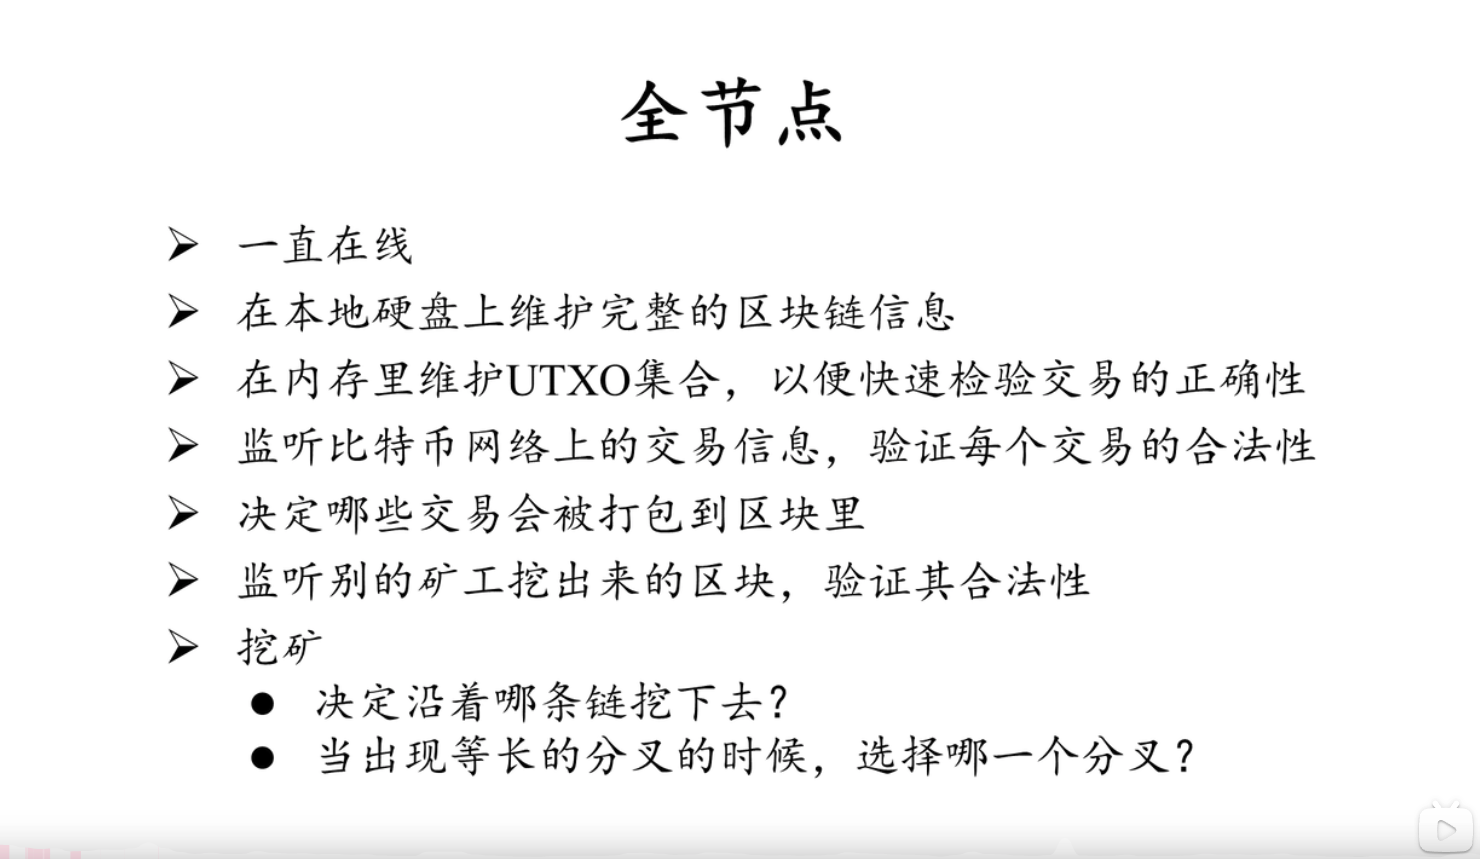 全节点
➢ 一直在线
➢ 在本地硬盘上维护完整的区块链信息
➢ 在内存里维护UTXO集合，以便快速检验交易的正确性
➢ 监听比特币网络上的交易信息，验证每个交易的合法性
➢ 决定哪些交易会被打包到区块里
➢ 监听别的矿工挖出来的区块，验证其合法性
➢ 挖矿
● 决定沿着哪条链挖下去？
● 当出现等长的分叉的时候，选择哪一个分叉？